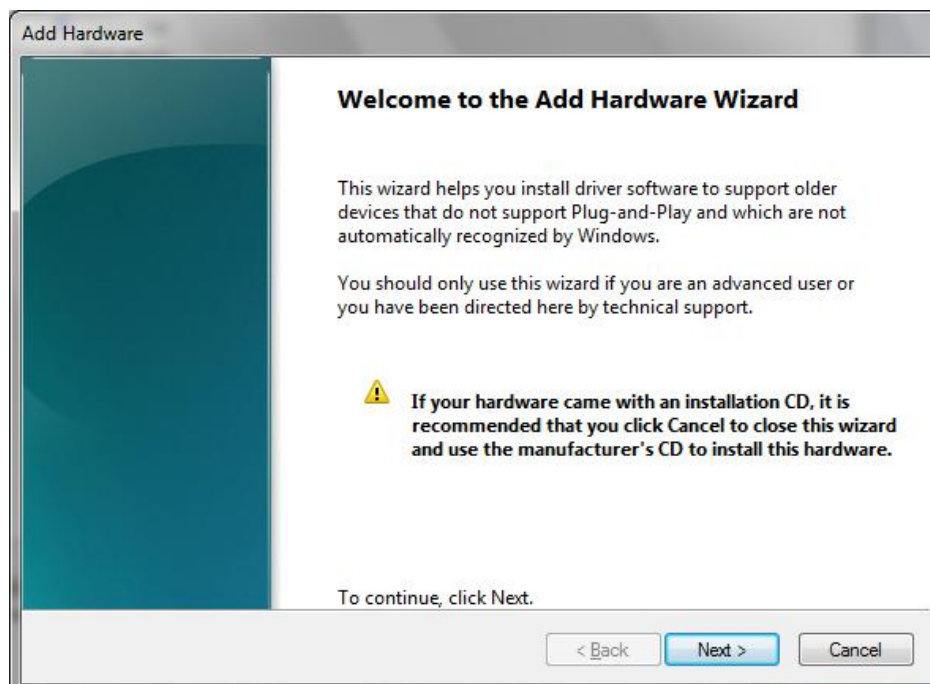 Add Hardware
Welcome to the Add Hardware Wizard
This wizard helps you install driver software to support older
devices that do not support Plug-and-Play and which are not
automatically recognized by Windows.
You should only use this wizard if you are an advanced user or
you have been directed here by technical support.
If your hardware came with an installation CD, it is
recommended that you click Cancel to close this wizard
and use the manufacturer's CD to install this hardware.
To continue, click Next.
< Back Next > Cancel